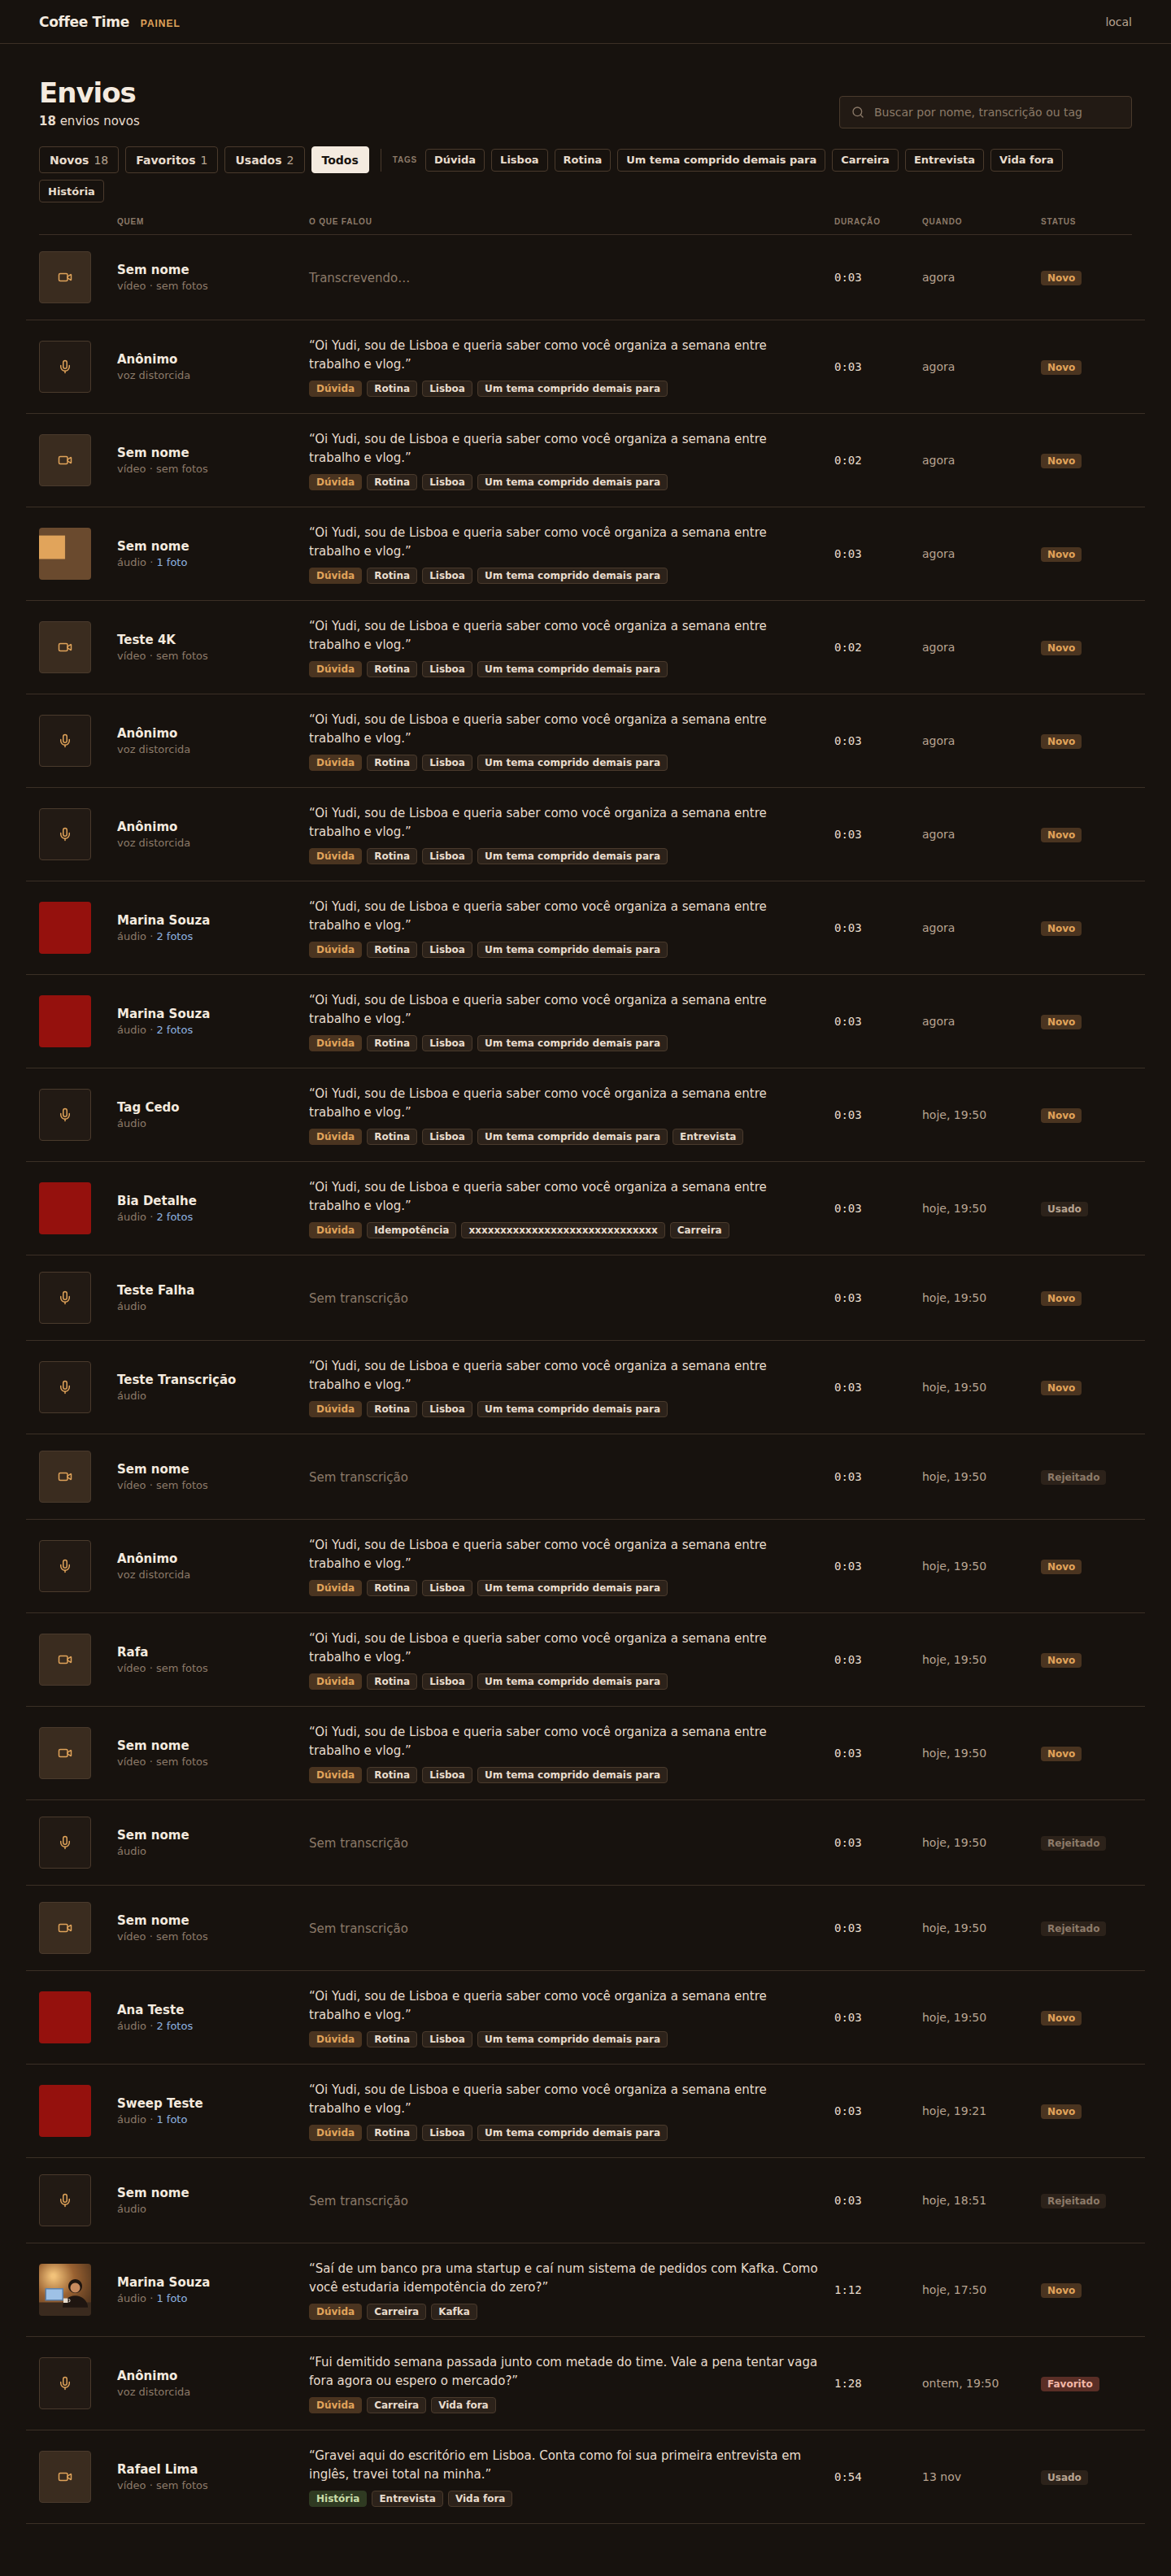 Coffee Time PAINEL local
Envios
18 envios novos
Buscar por nome, transcrição ou tag
Novos 18 Favoritos 1 Usados 2 Todos TAGS Dúvida Lisboa Rotina Um tema comprido demais para Carreira Entrevista Vida fora
História
QUEM O QUE FALOU DURAÇÃO QUANDO STATUS
Sem nome
vídeo · sem fotos
Transcrevendo…
0:03 agora Novo
Anônimo
voz distorcida
“Oi Yudi, sou de Lisboa e queria saber como você organiza a semana entre
trabalho e vlog.”
Dúvida Rotina Lisboa Um tema comprido demais para
0:03 agora Novo
Sem nome
vídeo · sem fotos
“Oi Yudi, sou de Lisboa e queria saber como você organiza a semana entre
trabalho e vlog.”
Dúvida Rotina Lisboa Um tema comprido demais para
0:02 agora Novo
Sem nome
áudio · 1 foto
“Oi Yudi, sou de Lisboa e queria saber como você organiza a semana entre
trabalho e vlog.”
Dúvida Rotina Lisboa Um tema comprido demais para
0:03 agora Novo
Teste 4K
vídeo · sem fotos
“Oi Yudi, sou de Lisboa e queria saber como você organiza a semana entre
trabalho e vlog.”
Dúvida Rotina Lisboa Um tema comprido demais para
0:02 agora Novo
Anônimo
voz distorcida
“Oi Yudi, sou de Lisboa e queria saber como você organiza a semana entre
trabalho e vlog.”
Dúvida Rotina Lisboa Um tema comprido demais para
0:03 agora Novo
Anônimo
voz distorcida
“Oi Yudi, sou de Lisboa e queria saber como você organiza a semana entre
trabalho e vlog.”
Dúvida Rotina Lisboa Um tema comprido demais para
0:03 agora Novo
Marina Souza
áudio · 2 fotos
“Oi Yudi, sou de Lisboa e queria saber como você organiza a semana entre
trabalho e vlog.”
Dúvida Rotina Lisboa Um tema comprido demais para
0:03 agora Novo
Marina Souza
áudio · 2 fotos
“Oi Yudi, sou de Lisboa e queria saber como você organiza a semana entre
trabalho e vlog.”
Dúvida Rotina Lisboa Um tema comprido demais para
0:03 agora Novo
Tag Cedo
áudio
“Oi Yudi, sou de Lisboa e queria saber como você organiza a semana entre
trabalho e vlog.”
Dúvida Rotina Lisboa Um tema comprido demais para Entrevista
0:03 hoje, 19:50 Novo
Bia Detalhe
áudio · 2 fotos
“Oi Yudi, sou de Lisboa e queria saber como você organiza a semana entre
trabalho e vlog.”
Dúvida Idempotência xxxxxxxxxxxxxxxxxxxxxxxxxxxxxx Carreira
0:03 hoje, 19:50 Usado
Teste Falha
áudio
Sem transcrição
0:03 hoje, 19:50 Novo
Teste Transcrição
áudio
“Oi Yudi, sou de Lisboa e queria saber como você organiza a semana entre
trabalho e vlog.”
Dúvida Rotina Lisboa Um tema comprido demais para
0:03 hoje, 19:50 Novo
Sem nome
vídeo · sem fotos
Sem transcrição
0:03 hoje, 19:50 Rejeitado
Anônimo
voz distorcida
“Oi Yudi, sou de Lisboa e queria saber como você organiza a semana entre
trabalho e vlog.”
Dúvida Rotina Lisboa Um tema comprido demais para
0:03 hoje, 19:50 Novo
Rafa
vídeo · sem fotos
“Oi Yudi, sou de Lisboa e queria saber como você organiza a semana entre
trabalho e vlog.”
Dúvida Rotina Lisboa Um tema comprido demais para
0:03 hoje, 19:50 Novo
Sem nome
vídeo · sem fotos
“Oi Yudi, sou de Lisboa e queria saber como você organiza a semana entre
trabalho e vlog.”
Dúvida Rotina Lisboa Um tema comprido demais para
0:03 hoje, 19:50 Novo
Sem nome
áudio
Sem transcrição
0:03 hoje, 19:50 Rejeitado
Sem nome
vídeo · sem fotos
Sem transcrição
0:03 hoje, 19:50 Rejeitado
Ana Teste
áudio · 2 fotos
“Oi Yudi, sou de Lisboa e queria saber como você organiza a semana entre
trabalho e vlog.”
Dúvida Rotina Lisboa Um tema comprido demais para
0:03 hoje, 19:50 Novo
Sweep Teste
áudio · 1 foto
“Oi Yudi, sou de Lisboa e queria saber como você organiza a semana entre
trabalho e vlog.”
Dúvida Rotina Lisboa Um tema comprido demais para
0:03 hoje, 19:21 Novo
Sem nome
áudio
Sem transcrição
0:03 hoje, 18:51 Rejeitado
Marina Souza
áudio · 1 foto
“Saí de um banco pra uma startup e caí num sistema de pedidos com Kafka. Como
você estudaria idempotência do zero?”
Dúvida Carreira Kafka
1:12 hoje, 17:50 Novo
Anônimo
voz distorcida
“Fui demitido semana passada junto com metade do time. Vale a pena tentar vaga
fora agora ou espero o mercado?”
Dúvida Carreira Vida fora
1:28 ontem, 19:50 Favorito
Rafael Lima
vídeo · sem fotos
“Gravei aqui do escritório em Lisboa. Conta como foi sua primeira entrevista em
inglês, travei total na minha.”
História Entrevista Vida fora
0:54 13 nov Usado